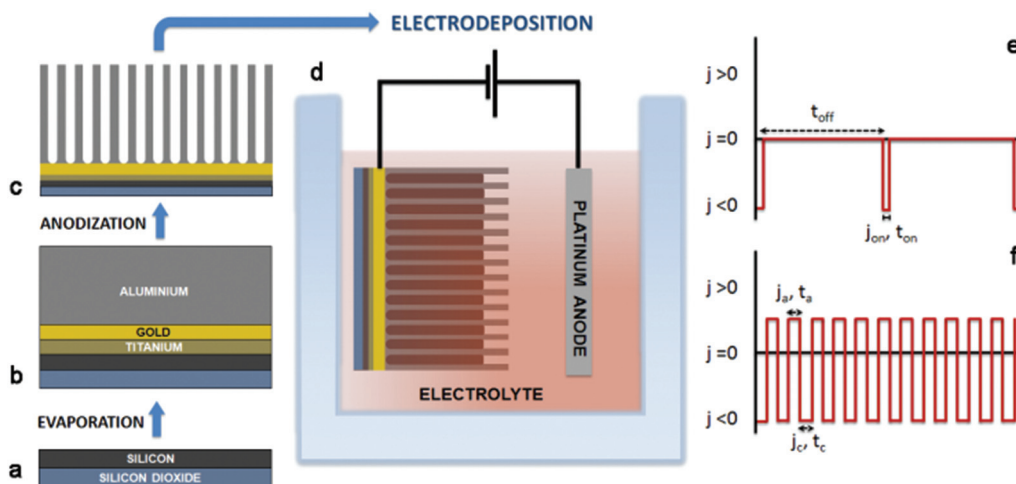 ELECTRODEPOSITION
c
ANODIZATION
ALUMINIUM
GOLD
TITANIUM
b
EVAPORATION
a
SILICON
SILICON DIOXIDE
d
PLATINUM ANODE
ELECTROLYTE
e
j >0
t_off
j =0
j <0
j_on, t_on
f
j >0
j_a, t_a
j =0
j <0
j_c, t_c